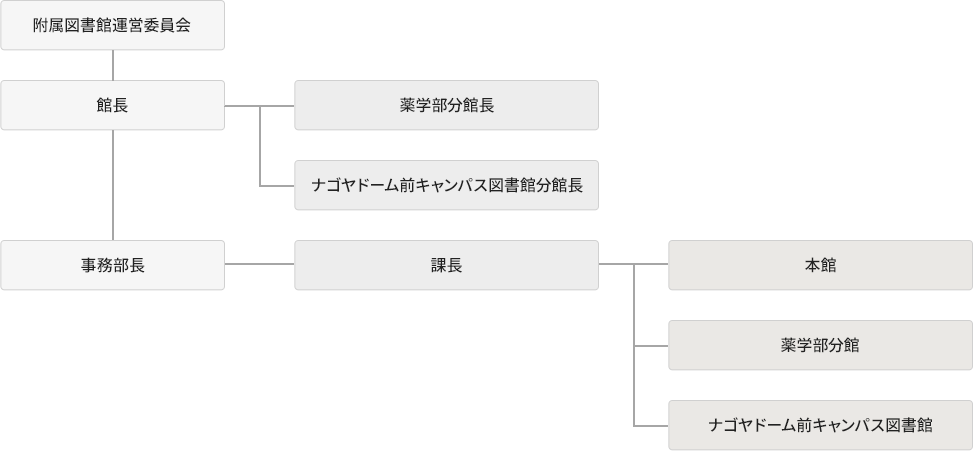 附属図書館運営委員会
館長
薬学部分館長
ナゴヤドーム前キャンパス図書館分館長
事務部長
課長
本館
薬学部分館
ナゴヤドーム前キャンパス図書館